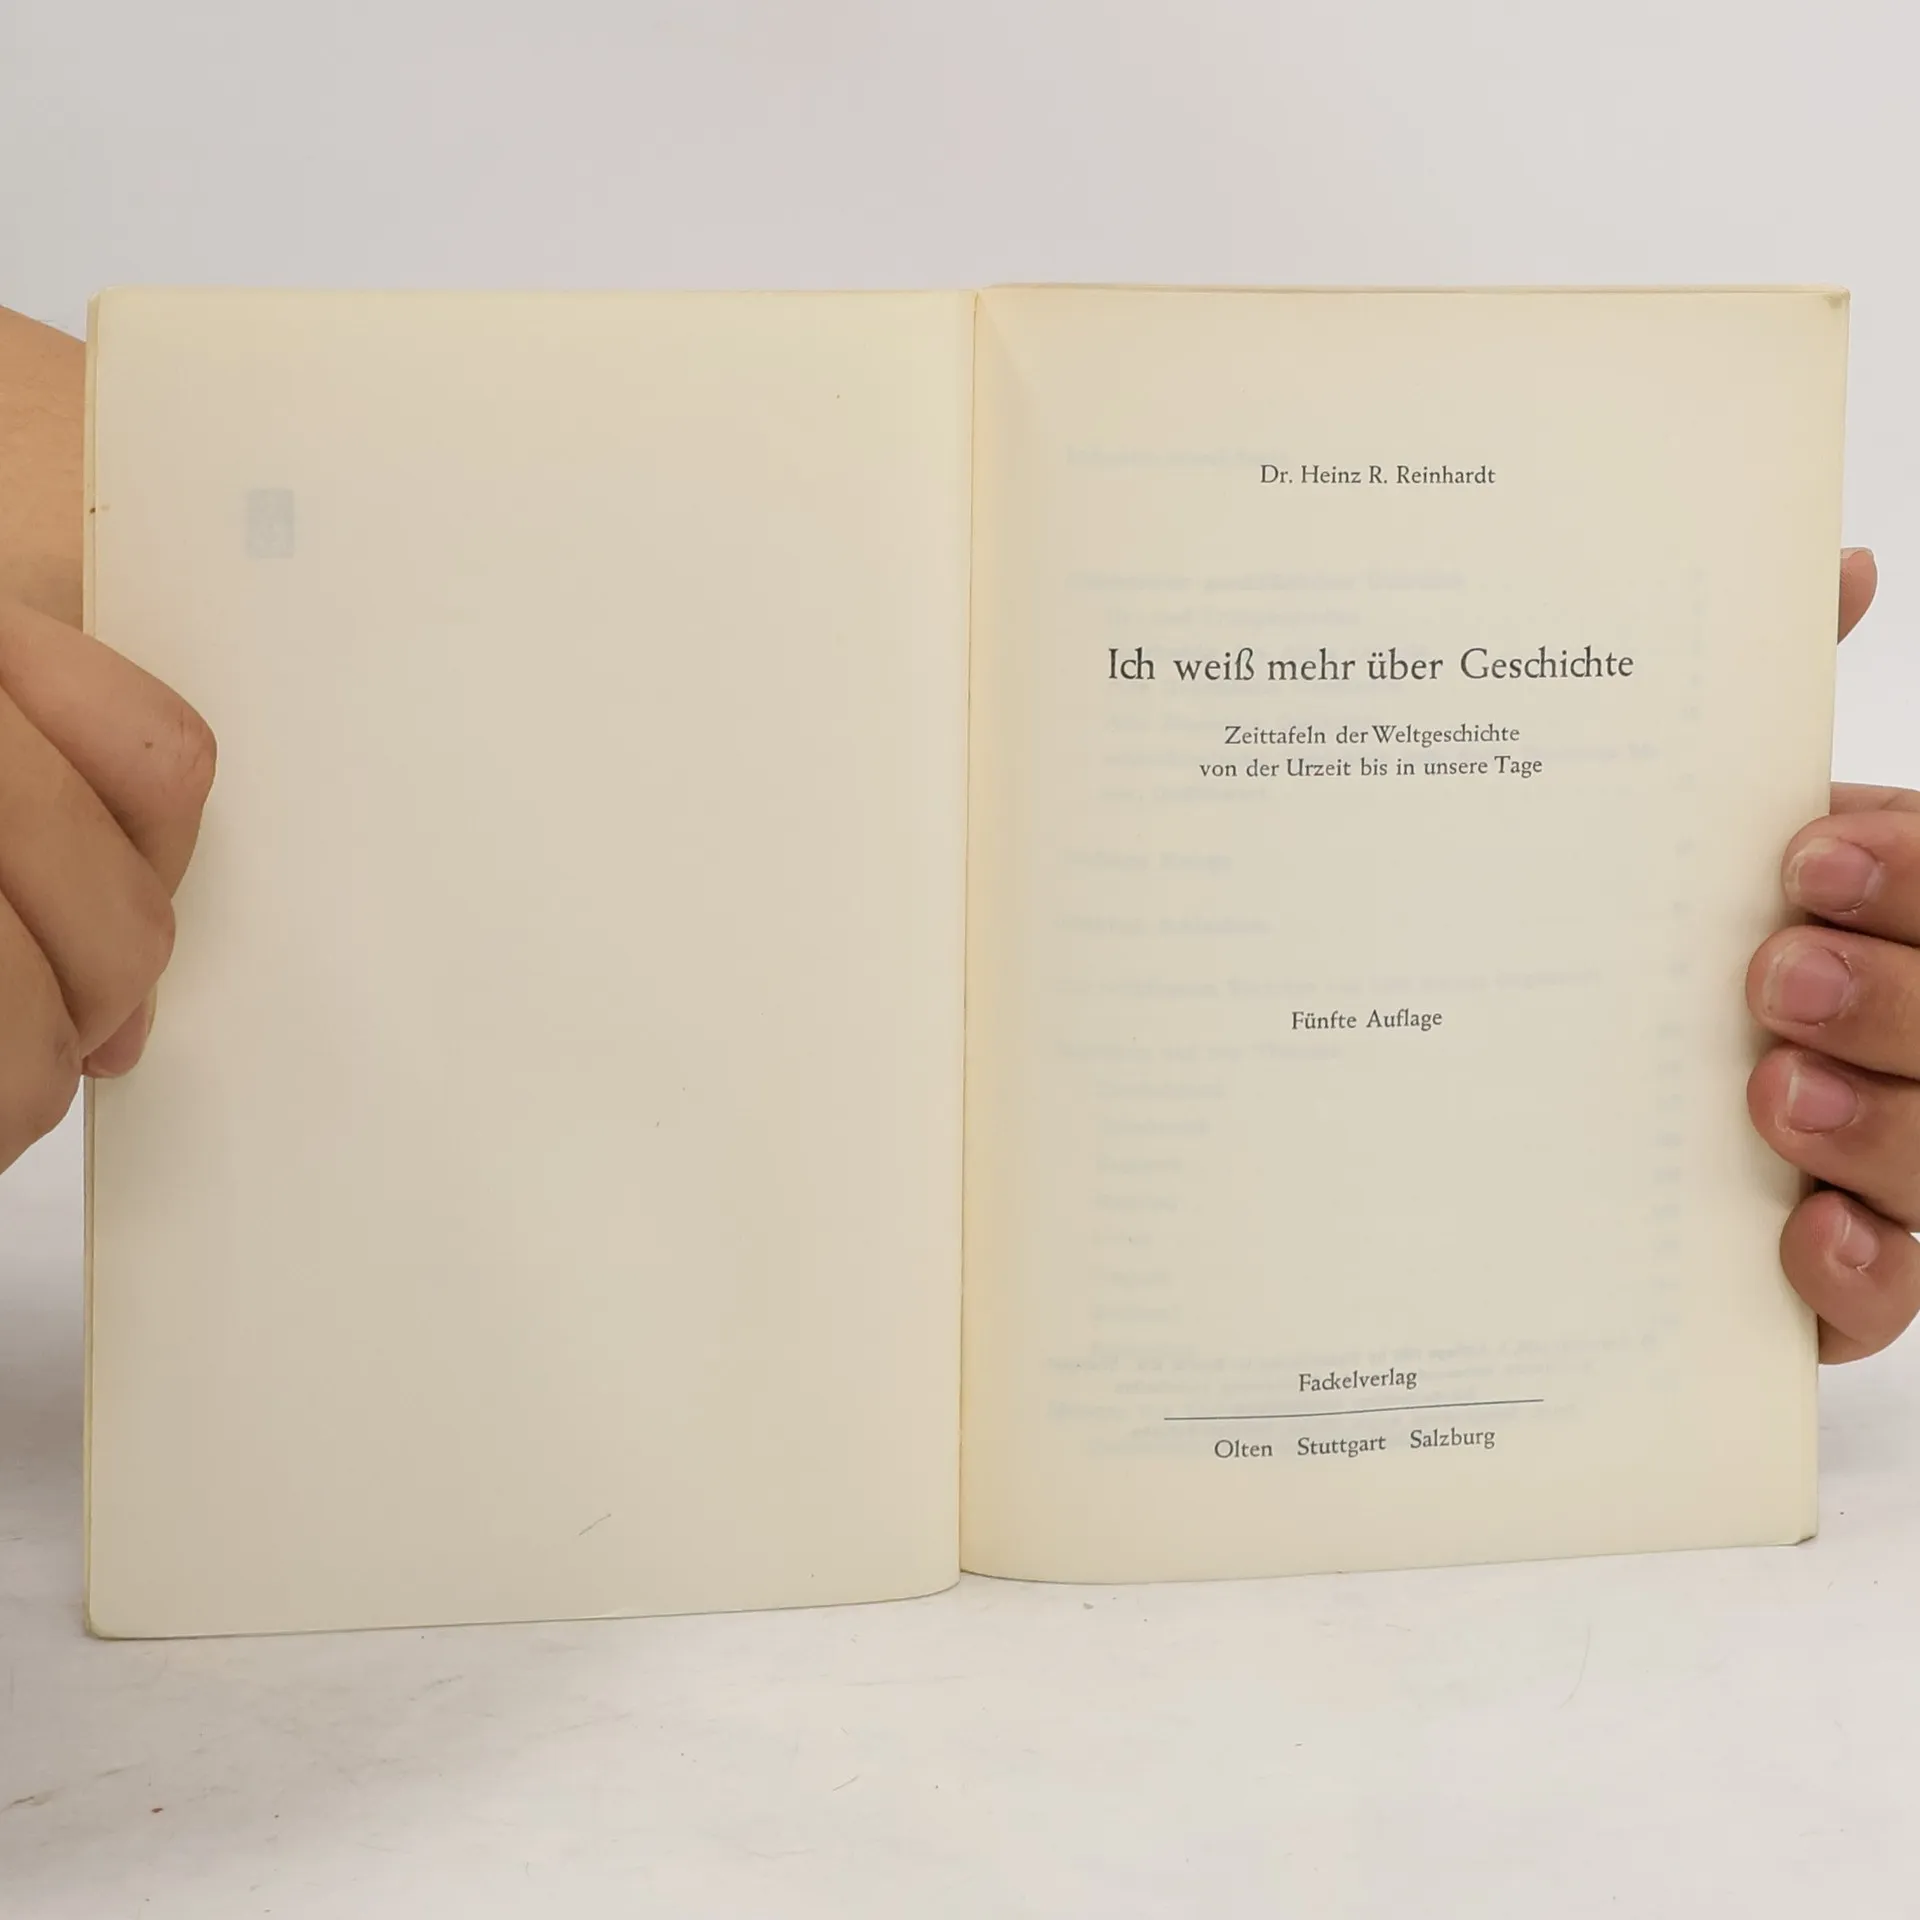 Dr. Heinz R. Reinhardt
Ich weiß mehr über Geschichte
Zeittafeln der Weltgeschichte
von der Urzeit bis in unsere Tage
Fünfte Auflage
Fackelverlag
Olten Stuttgart Salzburg